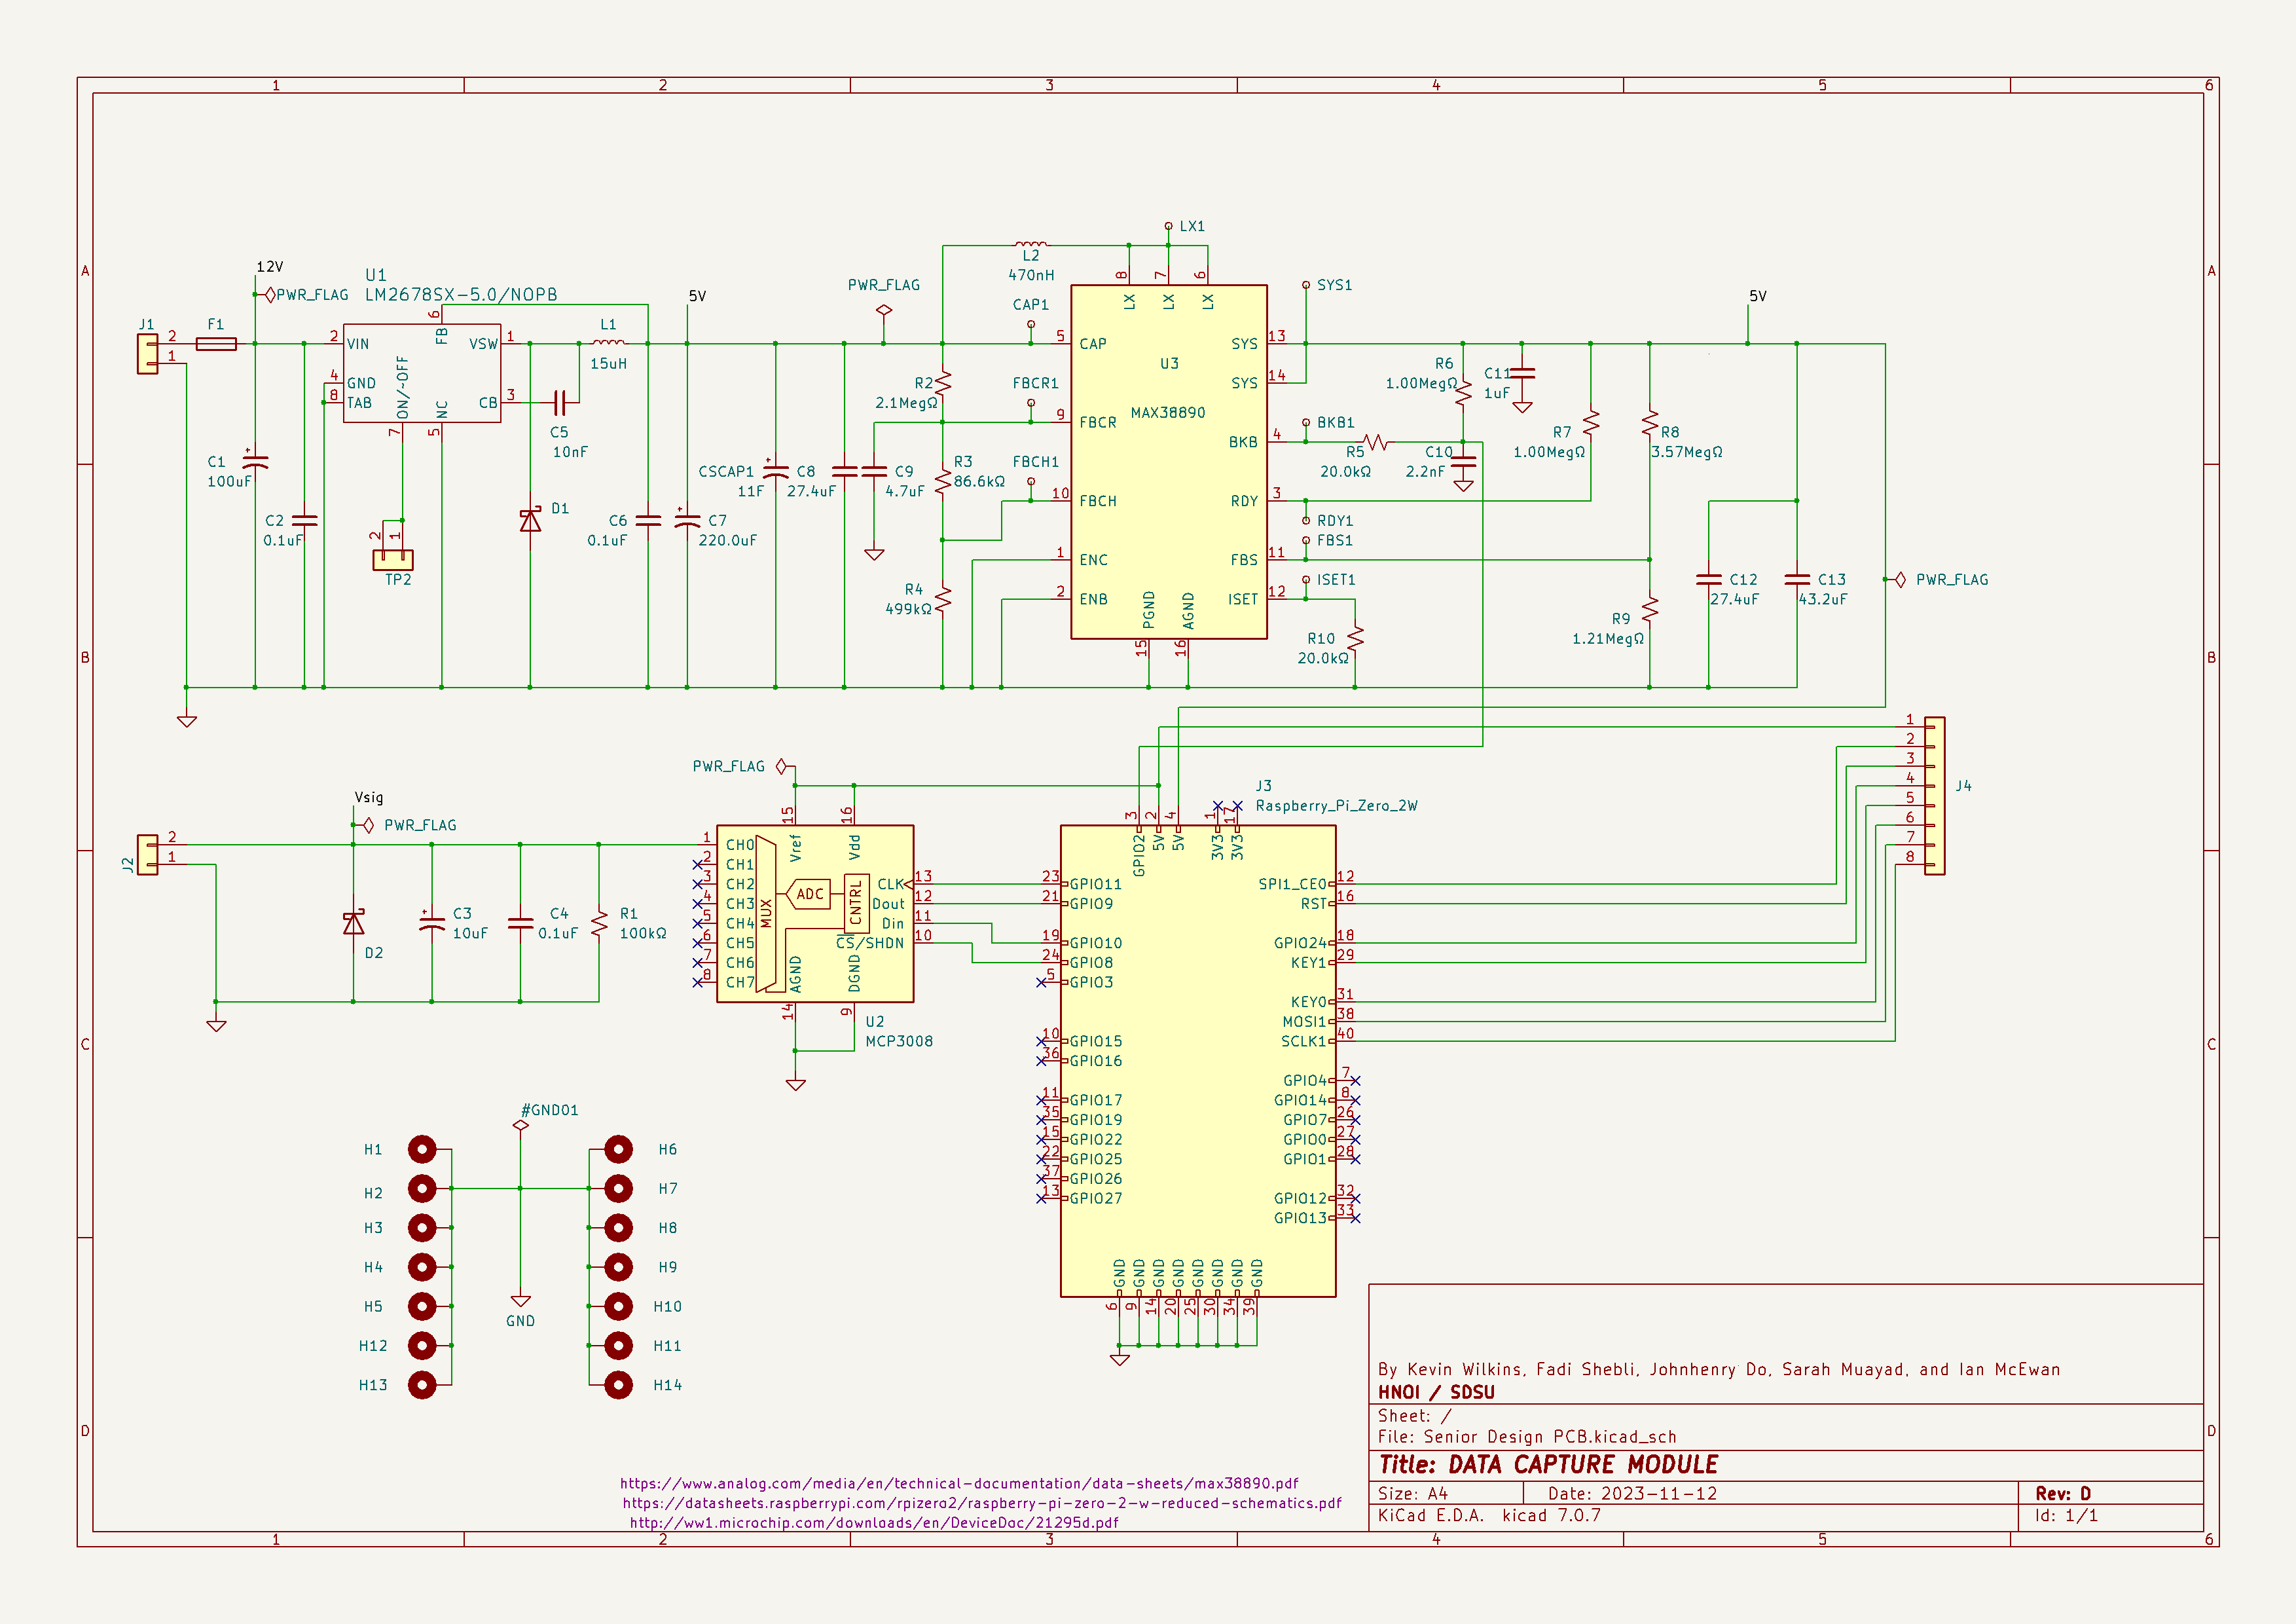 1 2 3 4 5 6
A A
B B
C C
D D
1 2 3 4 5 6
12V
PWR_FLAG
J1
2
1
F1
U1
LM2678SX-5.0/NOPB
2 VIN
4 GND
8 TAB
6 FB
ON/~OFF
7
NC
5
VSW 1
CB 3
C1
100uF
C2
0.1uF
2 1
TP2
C5
10nF
D1
L1
15uH
5V
C6
0.1uF
C7
220.0uF
CSCAP1
11F
C8
27.4uF
C9
4.7uF
PWR_FLAG
L2
470nH
LX1
CAP1
R2
2.1MegΩ
FBCR1
R3
86.6kΩ
FBCH1
R4
499kΩ
8 7 6
LX LX LX
5 CAP
9 FBCR
10 FBCH
1 ENC
2 ENB
U3
MAX38890
SYS 13
SYS 14
BKB 4
RDY 3
FBS 11
ISET 12
PGND AGND
15 16
SYS1
BKB1
RDY1
FBS1
ISET1
R5
20.0kΩ
R6
1.00MegΩ
C10
2.2nF
C11
1uF
R7
1.00MegΩ
R8
3.57MegΩ
R9
1.21MegΩ
R10
20.0kΩ
5V
C12
27.4uF
C13
43.2uF
PWR_FLAG
Vsig
PWR_FLAG
J2
2
1
D2
C3
10uF
C4
0.1uF
R1
100kΩ
PWR_FLAG
15 16
Vref Vdd
1 CH0
2 CH1
3 CH2
4 CH3
5 CH4
6 CH5
7 CH6
8 CH7
MUX
ADC
CNTRL
CLK 13
Dout 12
Din 11
CS/SHDN 10
AGND DGND
14 9
U2
MCP3008
J3
Raspberry_Pi_Zero_2W
3 2 4 1 17
GPIO2 5V 5V 3V3 3V3
23 GPIO11
21 GPIO9
19 GPIO10
24 GPIO8
5 GPIO3
10 GPIO15
36 GPIO16
11 GPIO17
35 GPIO19
15 GPIO22
22 GPIO25
37 GPIO26
13 GPIO27
SPI1_CE0 12
RST 16
GPIO24 18
KEY1 29
KEY0 31
MOSI1 38
SCLK1 40
GPIO4 7
GPIO14 8
GPIO7 26
GPIO0 27
GPIO1 28
GPIO12 32
GPIO13 33
GND GND GND GND GND GND GND GND
6 9 14 20 25 30 34 39
1
2
3
4
5
6
7
8
J4
#GND01
H1 H6
H2 H7
H3 H8
H4 H9
H5 H10
H12 H11
H13 H14
GND
https://www.analog.com/media/en/technical-documentation/data-sheets/max38890.pdf
https://datasheets.raspberrypi.com/rpizero2/raspberry-pi-zero-2-w-reduced-schematics.pdf
http://ww1.microchip.com/downloads/en/DeviceDoc/21295d.pdf
By Kevin Wilkins, Fadi Shebli, Johnhenry Do, Sarah Muayad, and Ian McEwan
HNOI / SDSU
Sheet: /
File: Senior Design PCB.kicad_sch
Title: DATA CAPTURE MODULE
Size: A4 Date: 2023-11-12 Rev: D
KiCad E.D.A. kicad 7.0.7 Id: 1/1